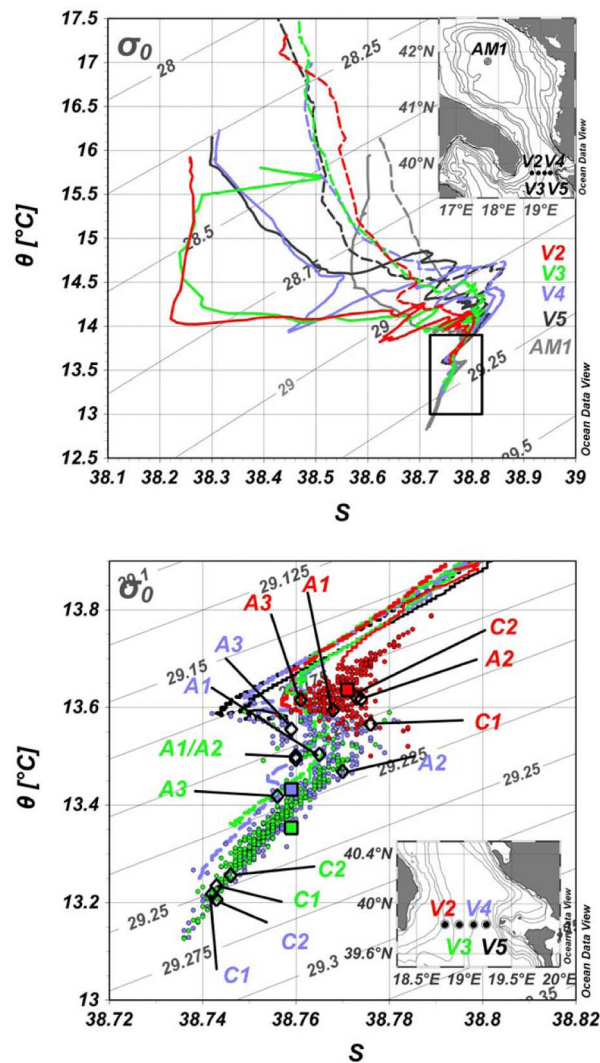 σ0
28
28.25
28.5
28.7
29
29
29.25
29.5
17.5
17
16.5
16
15.5
15
14.5
14
13.5
13
12.5
θ [°C]
38.1 38.2 38.3 38.4 38.5 38.6 38.7 38.8 38.9 39
S
42°N
41°N
40°N
AM1
V2 V4
V3 V5
17°E 18°E 19°E
Ocean Data View
V2
V3
V4
V5
AM1
Ocean Data View
σ0
29.1
29.125
29.15
29.225
29.25
29.25
29.275
29.3
13.8
13.6
13.4
13.2
13
θ [°C]
A1
A3
A3
A1
A1/A2
A3
C2
A2
C1
A2
C2
C1
C2
C1
40.5°N
40°N
39.6°N
V2 V4
V3 V5
18.5°E 19°E 19.5°E 20°E
Ocean Data View
Ocean Data View
38.72 38.74 38.76 38.78 38.8 38.82
S